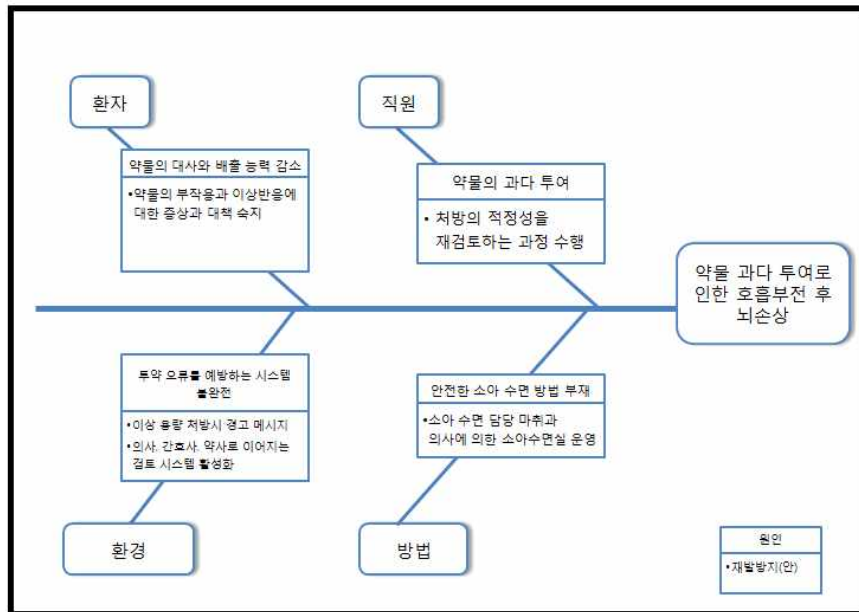 환자
약물의 대사와 배출 능력 감소
•약물의 부작용과 이상반응에
대한 증상과 대책 숙지
직원
약물의 과다 투여
• 처방의 적정성을
재검토하는 과정 수행
약물 과다 투여로
인한 호흡부전 후
뇌손상
투약 오류를 예방하는 시스템
불완전
•이상 용량 처방시 경고 메시지
•의사, 간호사, 약사로 이어지는
검토 시스템 활성화
환경
안전한 소아 수면 방법 부재
•소아 수면 담당 마취과
의사에 의한 소아수면실 운영
방법
원인
•재발방지(안)